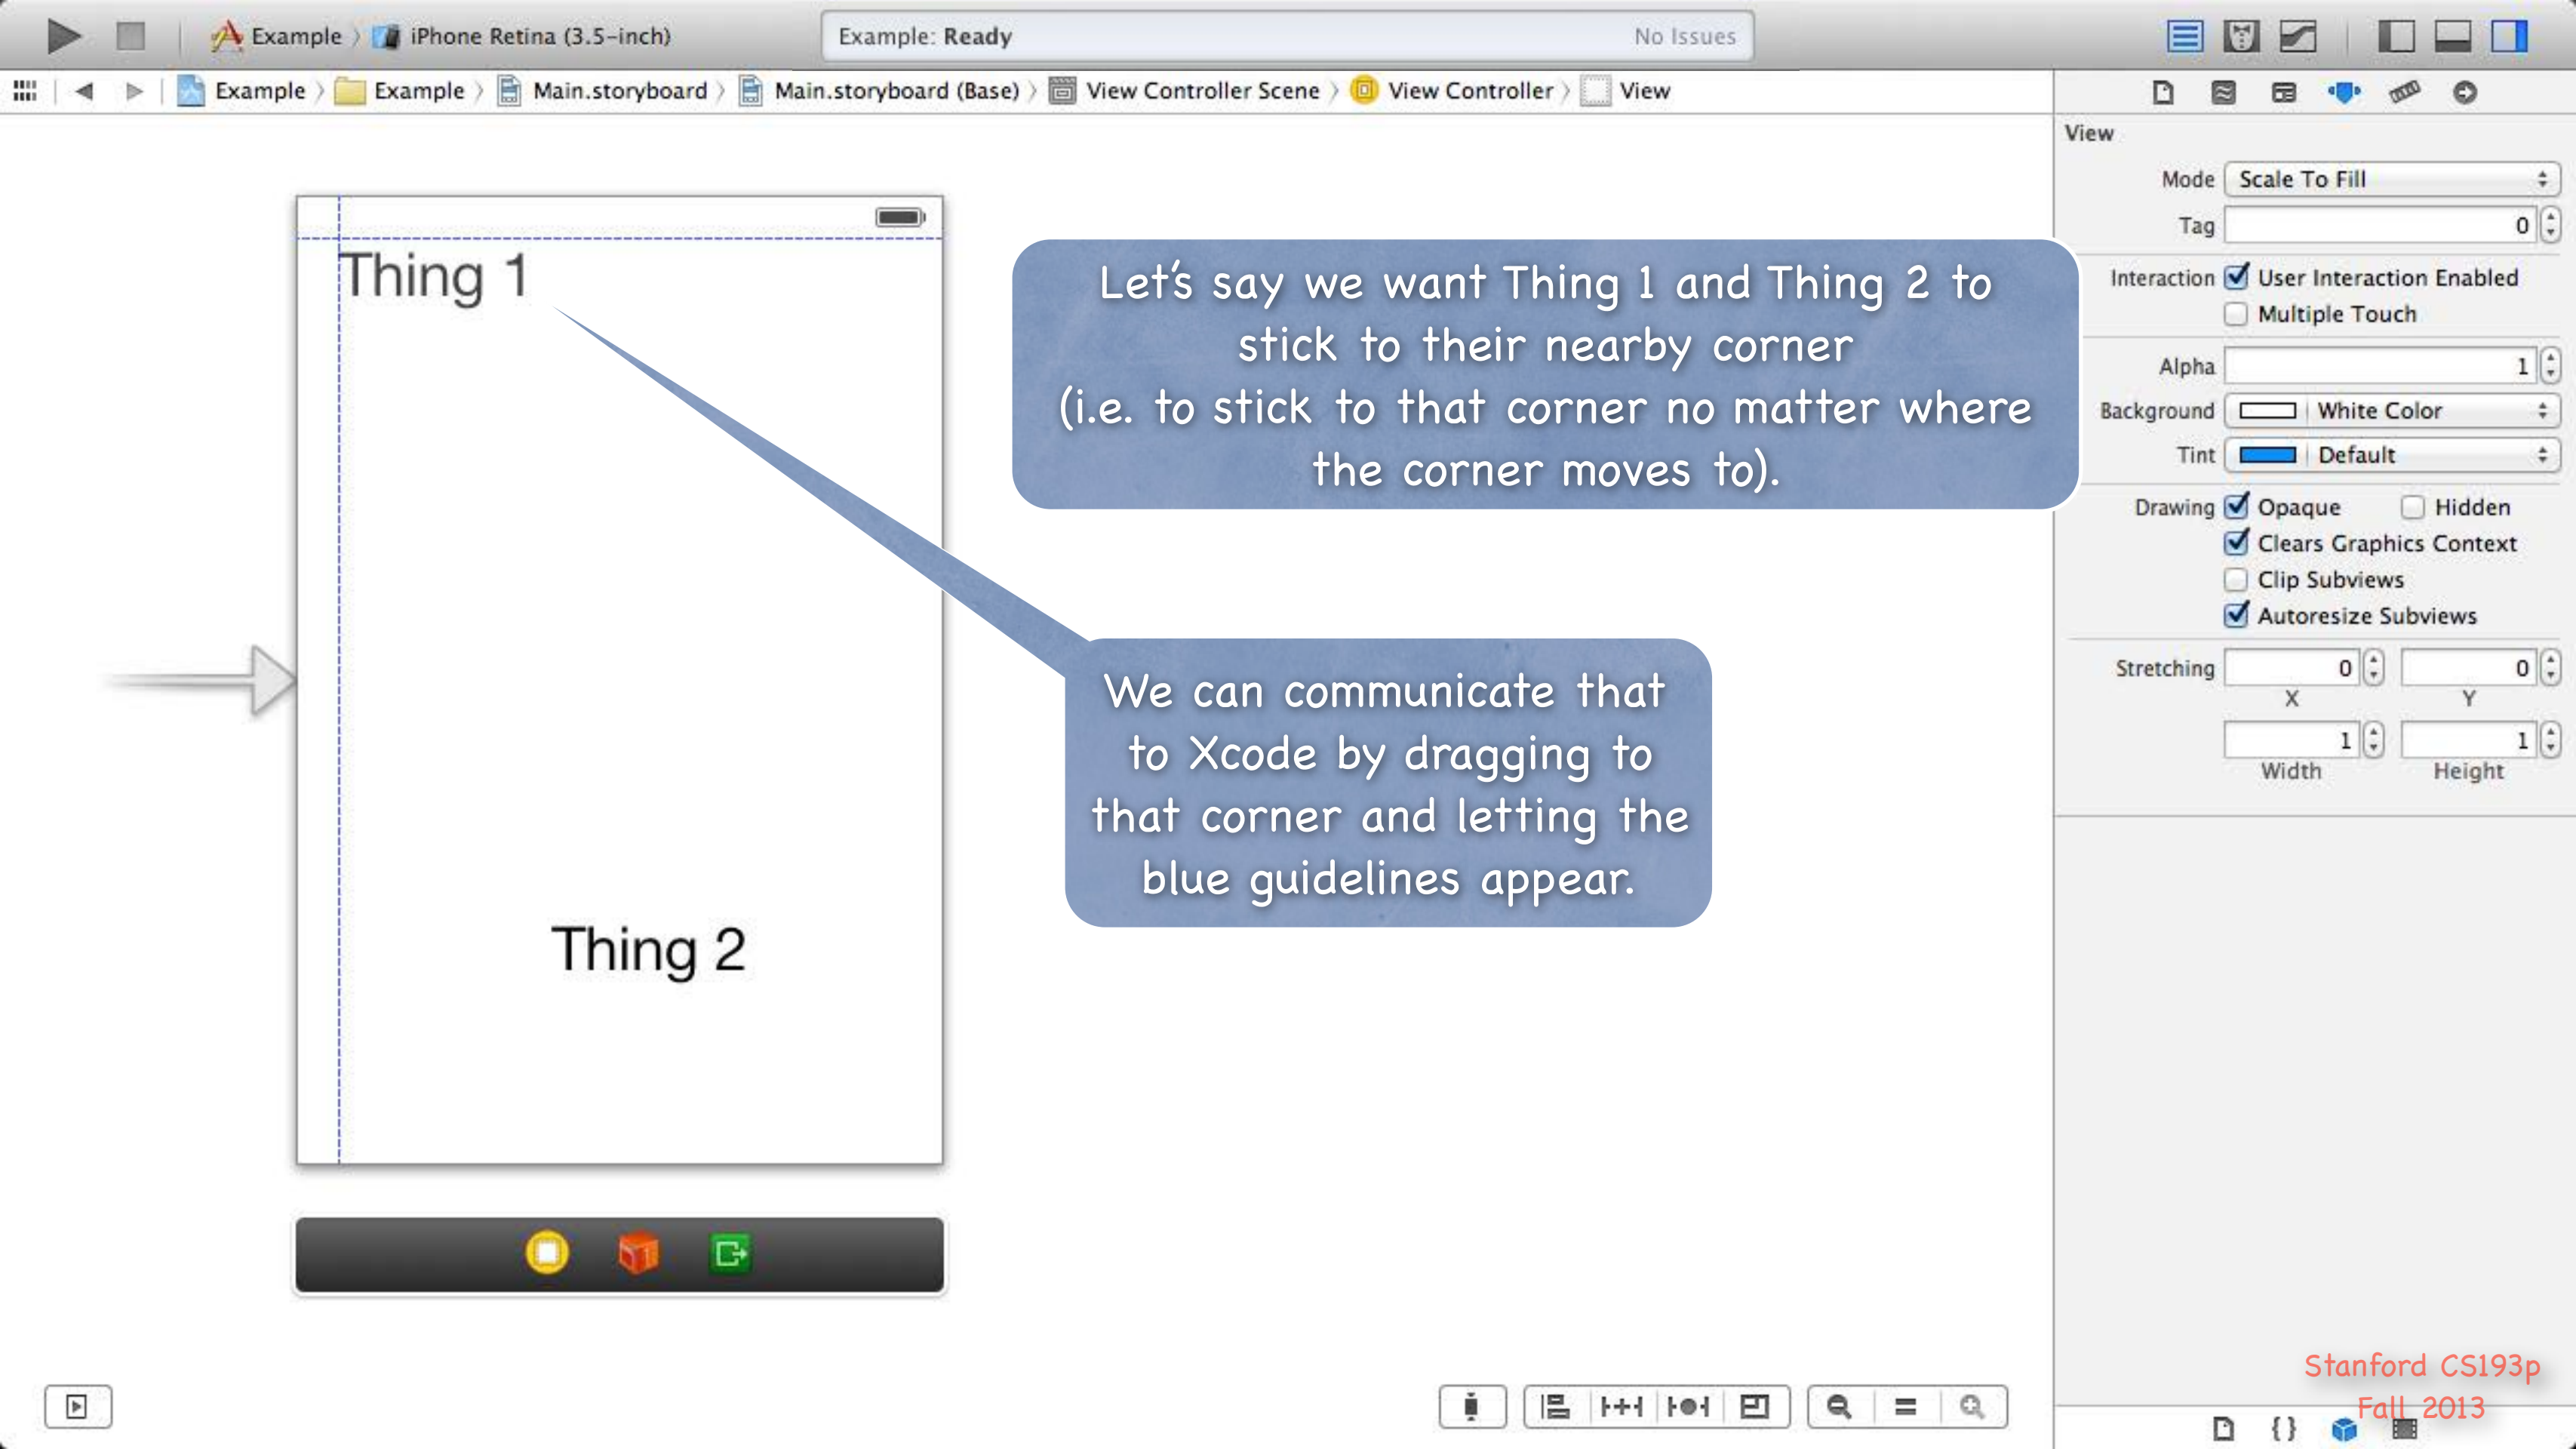 Example
iPhone Retina (3.5-inch)
Example: Ready
No Issues
Example
Example
Main.storyboard
Main.storyboard (Base)
View Controller Scene
View Controller
View
Thing 1
Let's say we want Thing 1 and Thing 2 to
stick to their nearby corner
(i.e. to stick to that corner no matter where
the corner moves to).
We can communicate that
to Xcode by dragging to
that corner and letting the
blue guidelines appear.
Thing 2
View
Mode Scale To Fill
Tag 0
Interaction User Interaction Enabled
Multiple Touch
Alpha 1
Background White Color
Tint Default
Drawing Opaque Hidden
Clears Graphics Context
Clip Subviews
Autoresize Subviews
Stretching 0 0
X Y
1 1
Width Height
Stanford CS193p
Fall 2013